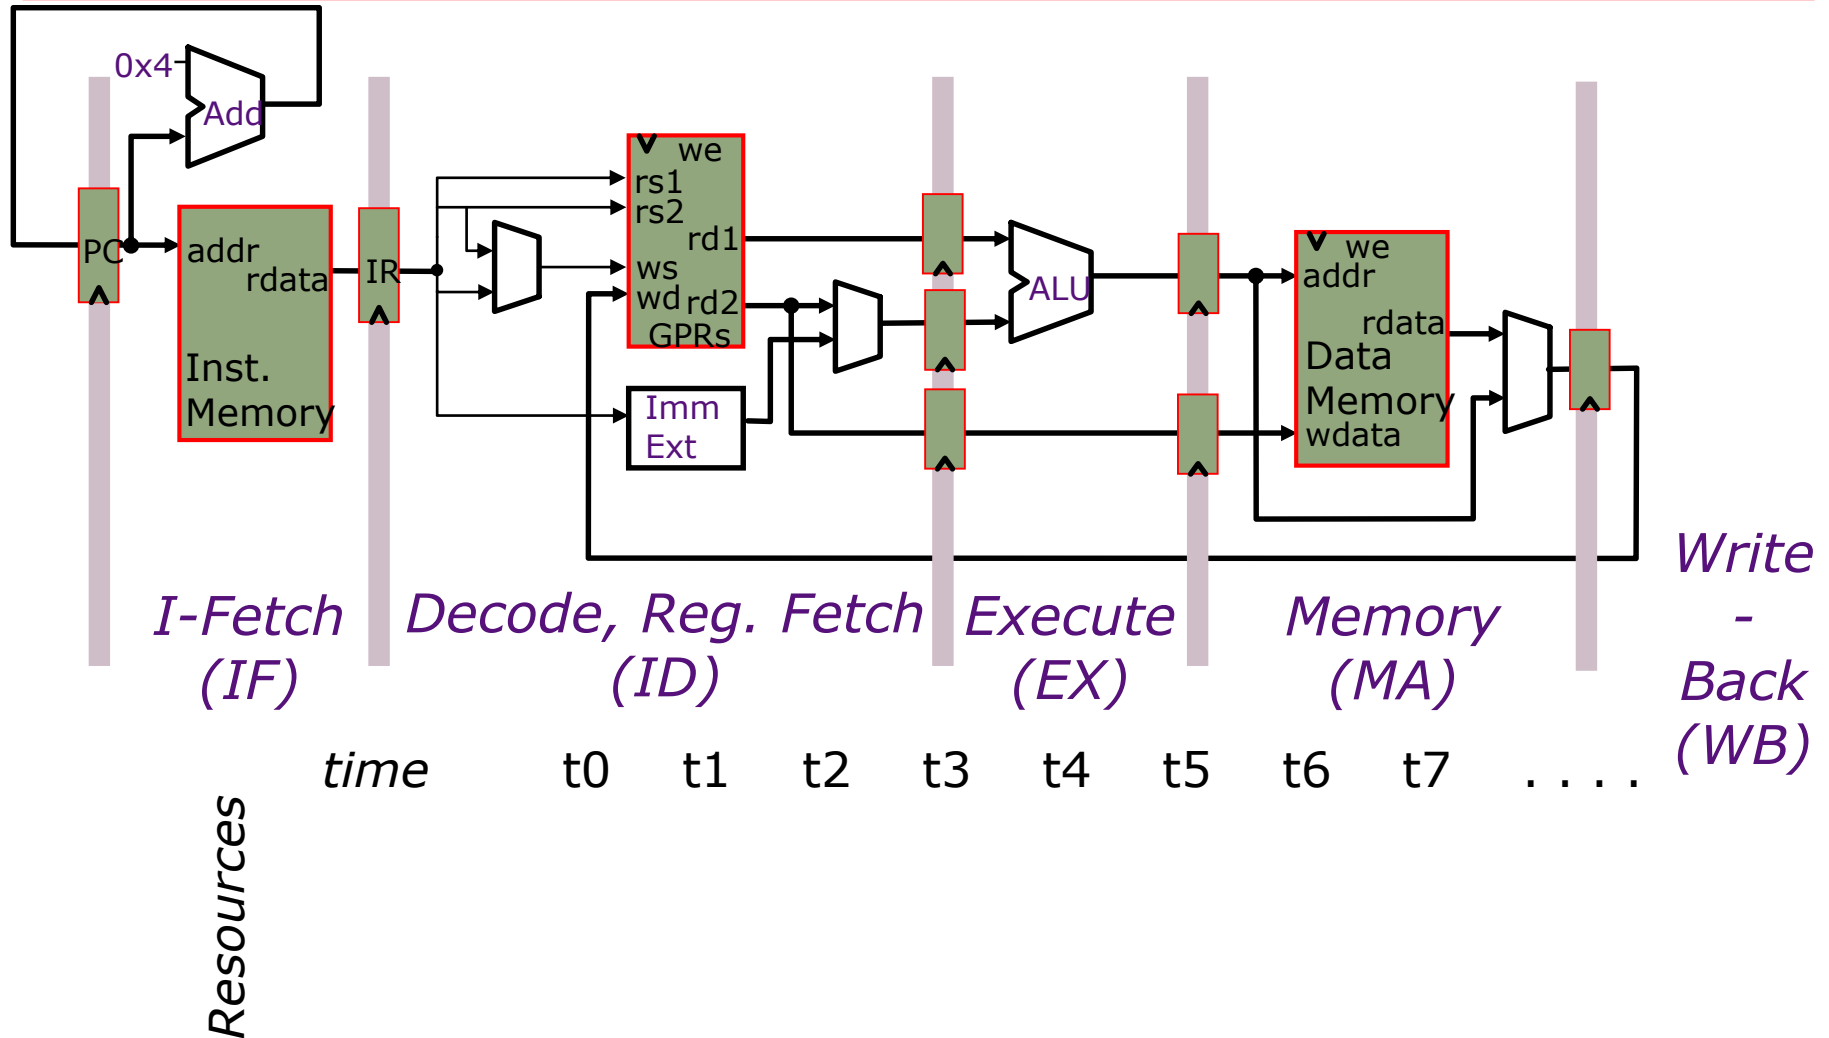 0x4
Add
PC
addr
rdata
Inst.
Memory
IR
we
rs1
rs2
rd1
ws
wd
rd2
GPRs
Imm
Ext
ALU
we
addr
rdata
Data
Memory
wdata
I-Fetch
(IF)
Decode, Reg. Fetch
(ID)
Execute
(EX)
Memory
(MA)
Write
-
Back
(WB)
time t0 t1 t2 t3 t4 t5 t6 t7 . . . .
Resources